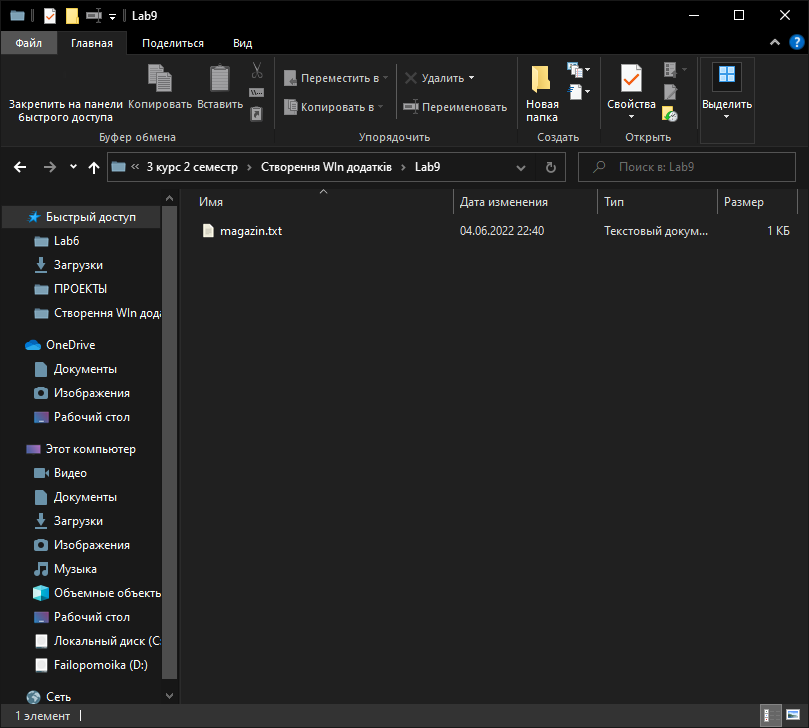 Lab9
Файл Главная Поделиться Вид
Закрепить на панели быстрого доступа
Копировать
Вставить
Переместить в
Копировать в
Удалить
Переименовать
Новая папка
Свойства
Выделить
Буфер обмена Упорядочить Создать Открыть
« 3 курс 2 семестр › Створення WIn додатків › Lab9
Поиск в: Lab9
Имя Дата изменения Тип Размер
magazin.txt 04.06.2022 22:40 Текстовый докум... 1 КБ
Быстрый доступ
Lab6
Загрузки
ПРОЕКТЫ
Створення WIn дода
OneDrive
Документы
Изображения
Рабочий стол
Этот компьютер
Видео
Документы
Загрузки
Изображения
Музыка
Объемные объекты
Рабочий стол
Локальный диск (C:
Failopomoika (D:)
Сеть
1 элемент